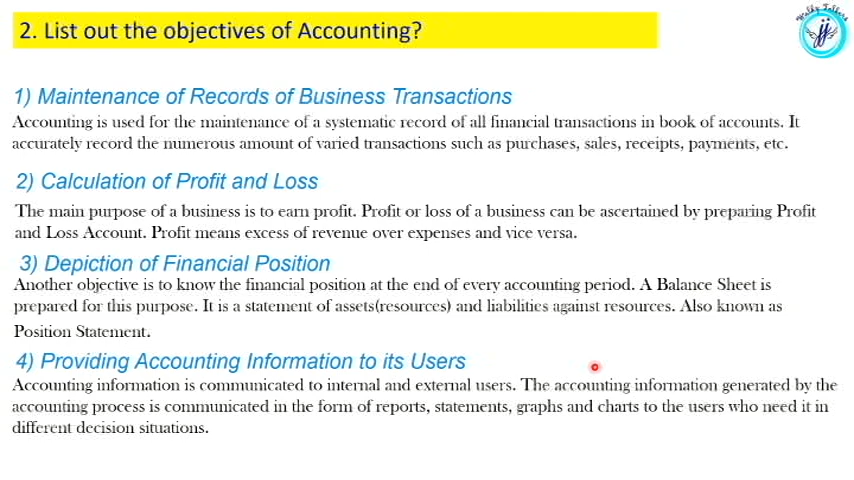 2. List out the objectives of Accounting?
Walky Talkers
jj
1) Maintenance of Records of Business Transactions
Accounting is used for the maintenance of a systematic record of all financial transactions in book of accounts. It
accurately record the numerous amount of varied transactions such as purchases, sales, receipts, payments, etc.
2) Calculation of Profit and Loss
The main purpose of a business is to earn profit. Profit or loss of a business can be ascertained by preparing Profit
and Loss Account. Profit means excess of revenue over expenses and vice versa.
3) Depiction of Financial Position
Another objective is to know the financial position at the end of every accounting period. A Balance Sheet is
prepared for this purpose. It is a statement of assets(resources) and liabilities against resources. Also known as
Position Statement.
4) Providing Accounting Information to its Users
Accounting information is communicated to internal and external users. The accounting information generated by the
accounting process is communicated in the form of reports, statements, graphs and charts to the users who need it in
different decision situations.